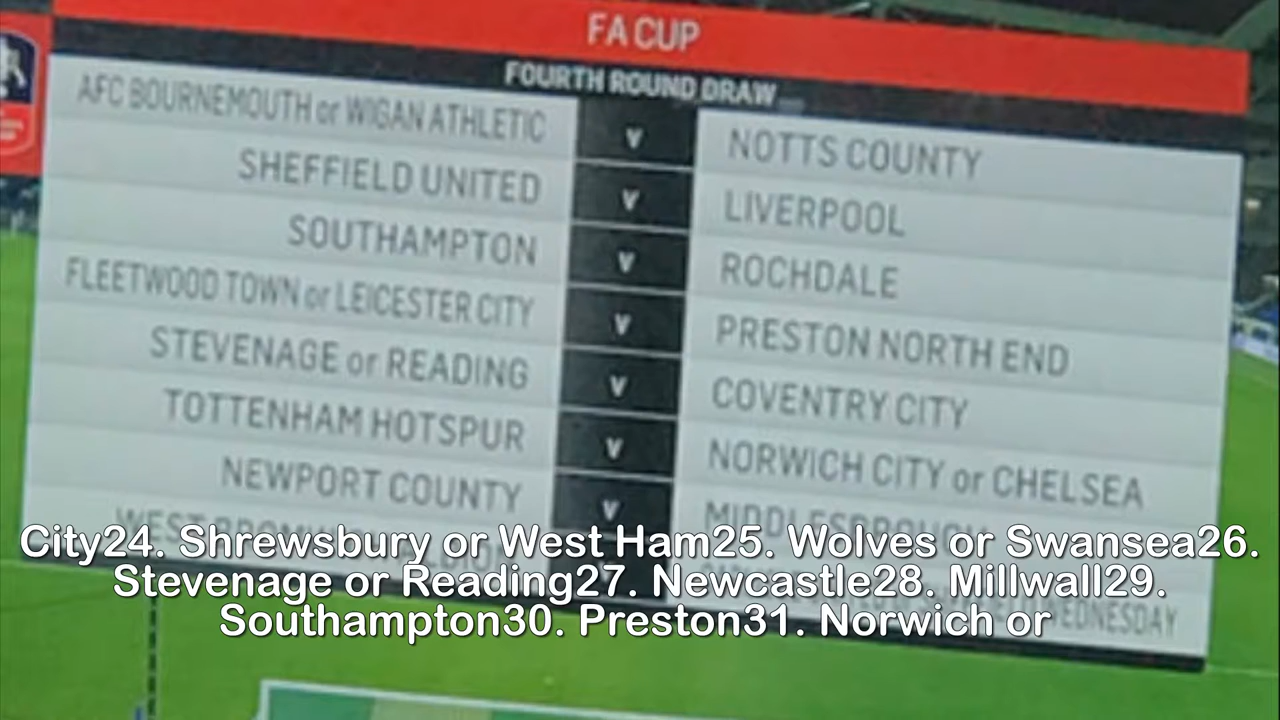 FA CUP
FOURTH ROUND DRAW
AFC BOURNEMOUTH or WIGAN ATHLETIC v NOTTS COUNTY
SHEFFIELD UNITED v LIVERPOOL
SOUTHAMPTON v ROCHDALE
FLEETWOOD TOWN or LEICESTER CITY v PRESTON NORTH END
STEVENAGE or READING v COVENTRY CITY
TOTTENHAM HOTSPUR v NORWICH CITY or CHELSEA
NEWPORT COUNTY v MIDDLESBROUGH
City24. Shrewsbury or West Ham25. Wolves or Swansea26.
Stevenage or Reading27. Newcastle28. Millwall29.
Southampton30. Preston31. Norwich or